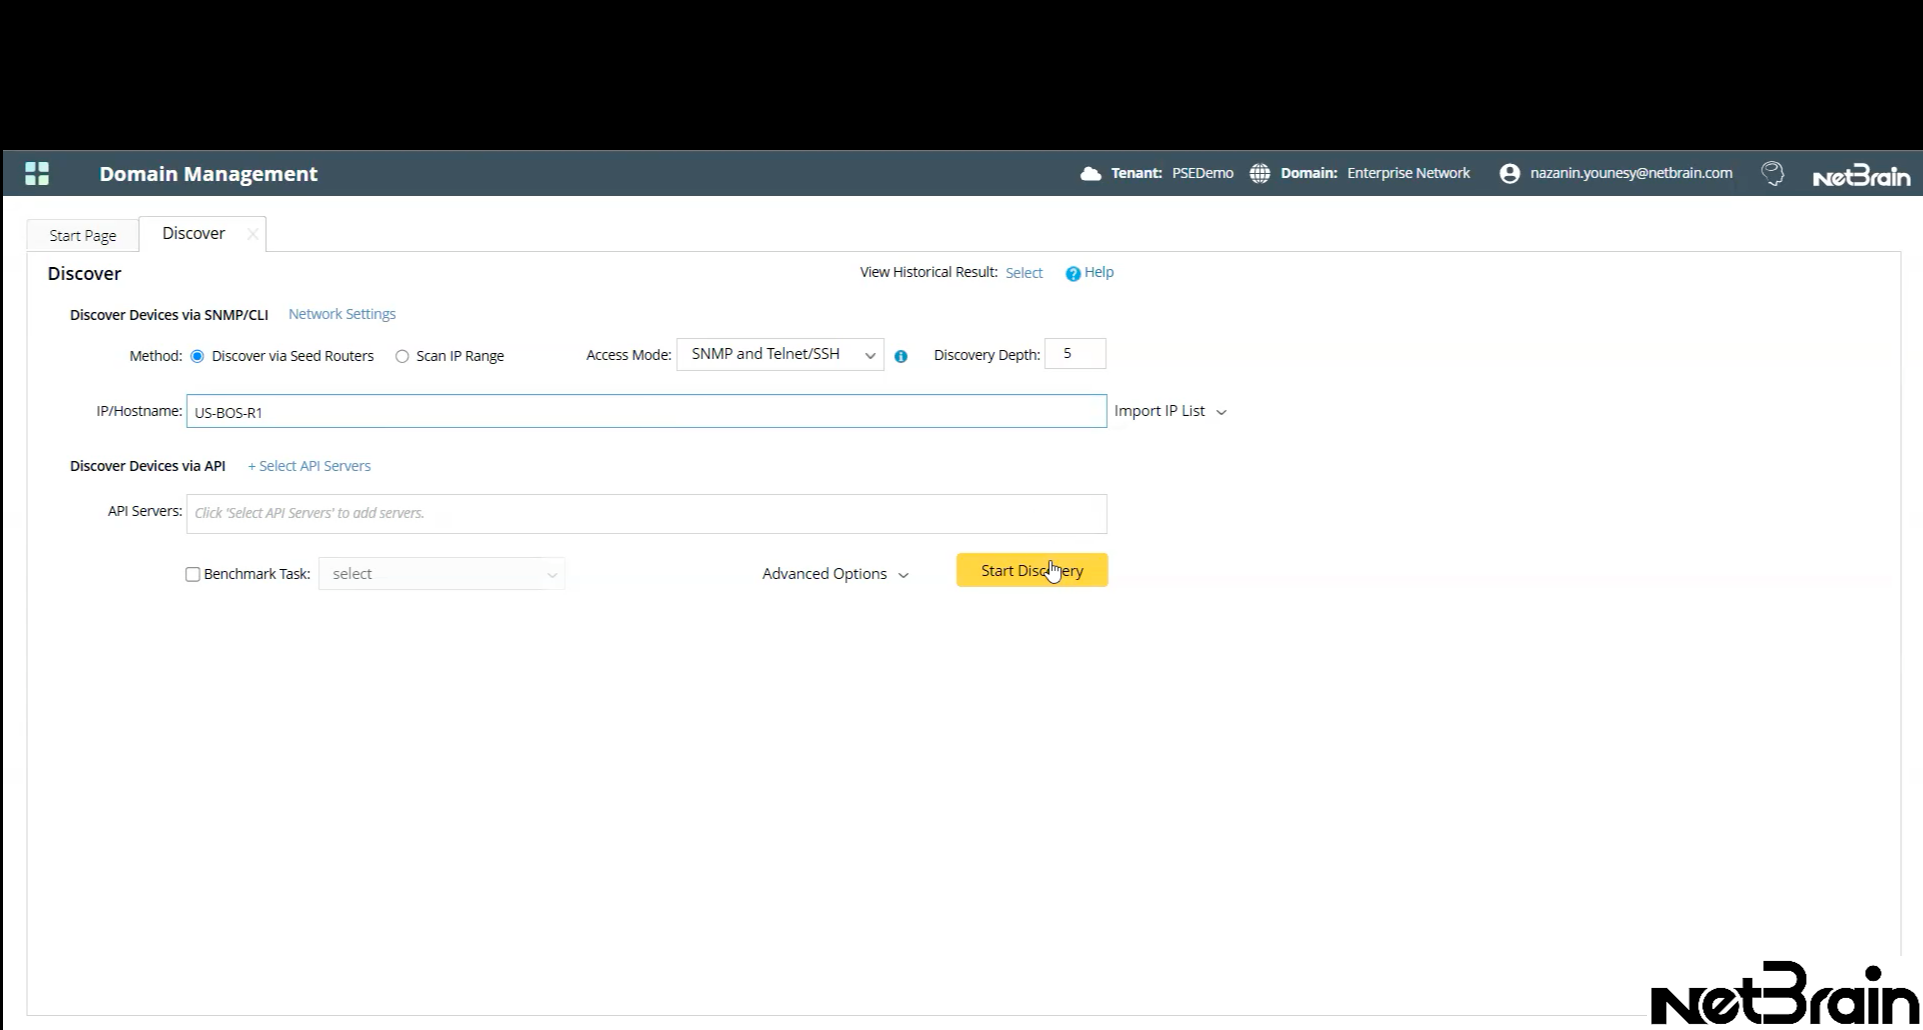 Domain Management Tenant: PSEDemo Domain: Enterprise Network nazanin.younesy@netbrain.com NetBrain
Start Page Discover
Discover View Historical Result: Select Help
Discover Devices via SNMP/CLI Network Settings
Method: Discover via Seed Routers Scan IP Range Access Mode: SNMP and Telnet/SSH Discovery Depth: 5
IP/Hostname: US-BOS-R1 Import IP List
Discover Devices via API + Select API Servers
API Servers: Click 'Select API Servers' to add servers.
Benchmark Task: select Advanced Options Start Discovery
NetBrain